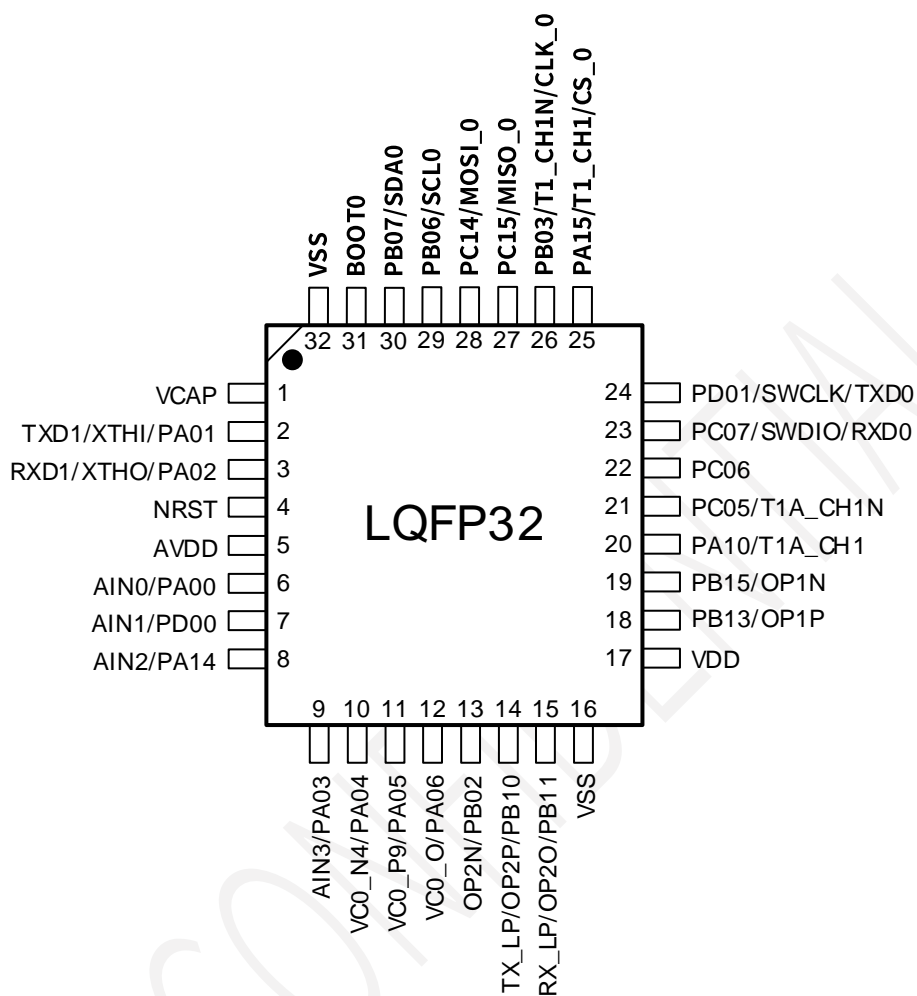 VSS
BOOT0
PB07/SDA0
PB06/SCL0
PC14/MOSI_0
PC15/MISO_0
PB03/T1_CH1N/CLK_0
PA15/T1_CH1/CS_0
32 31 30 29 28 27 26 25
VCAP 1
TXD1/XTHI/PA01 2
RXD1/XTHO/PA02 3
NRST 4
AVDD 5
AIN0/PA00 6
AIN1/PD00 7
AIN2/PA14 8
LQFP32
24 PD01/SWCLK/TXD0
23 PC07/SWDIO/RXD0
22 PC06
21 PC05/T1A_CH1N
20 PA10/T1A_CH1
19 PB15/OP1N
18 PB13/OP1P
17 VDD
9 10 11 12 13 14 15 16
AIN3/PA03
VC0_N4/PA04
VC0_P9/PA05
VC0_O/PA06
OP2N/PB02
TX_LP/OP2P/PB10
RX_LP/OP2O/PB11
VSS
CONFIDENTIAL